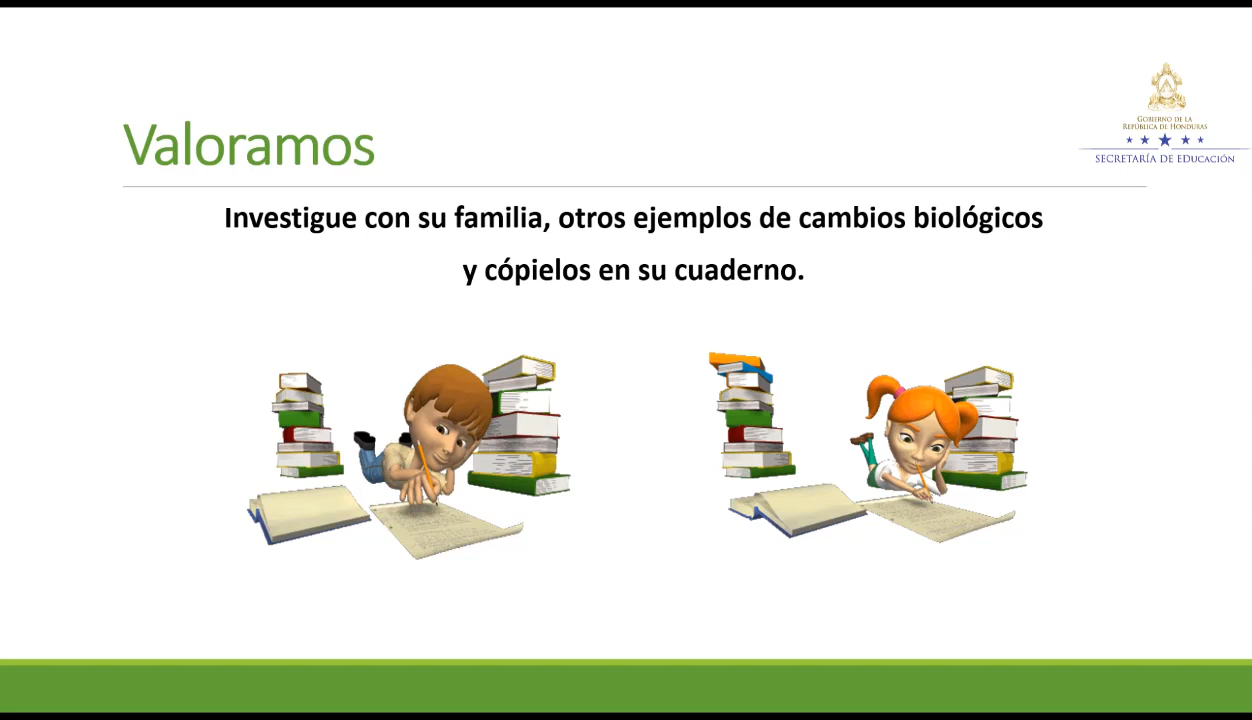 Valoramos
GOBIERNO DE LA
REPÚBLICA DE HONDURAS
SECRETARÍA DE EDUCACIÓN
Investigue con su familia, otros ejemplos de cambios biológicos
y cópielos en su cuaderno.